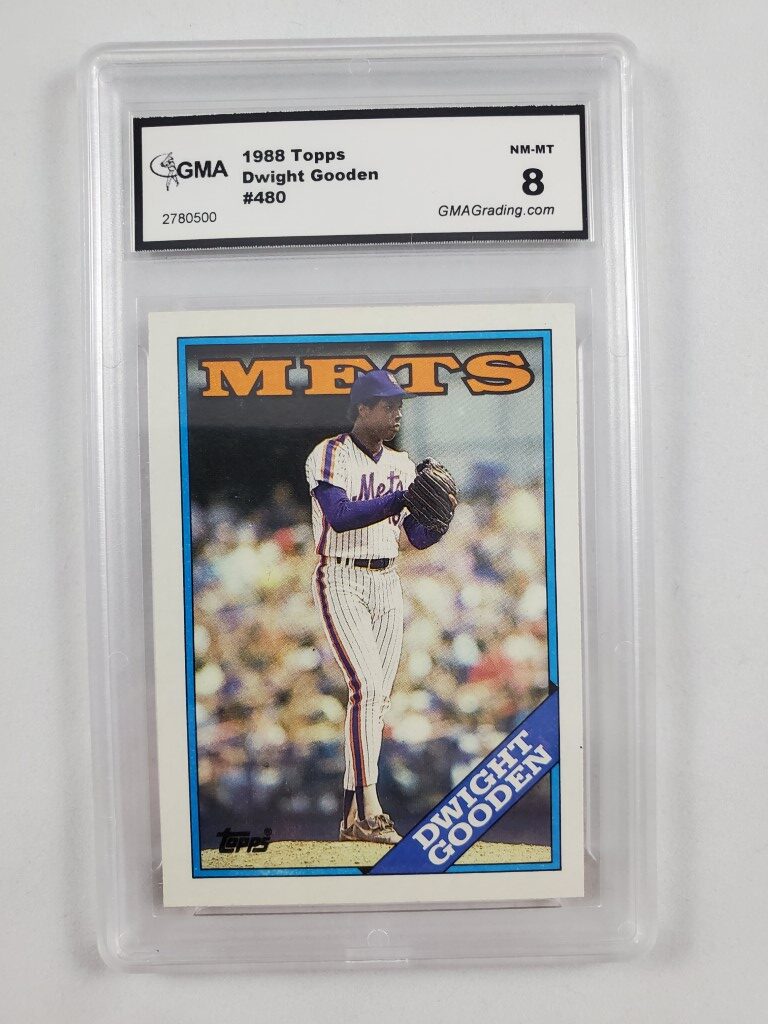 GMA
2780500
1988 Topps
Dwight Gooden
#480
NM-MT
8
GMAGrading.com
METS
Mets
DWIGHT
GOODEN
topps®